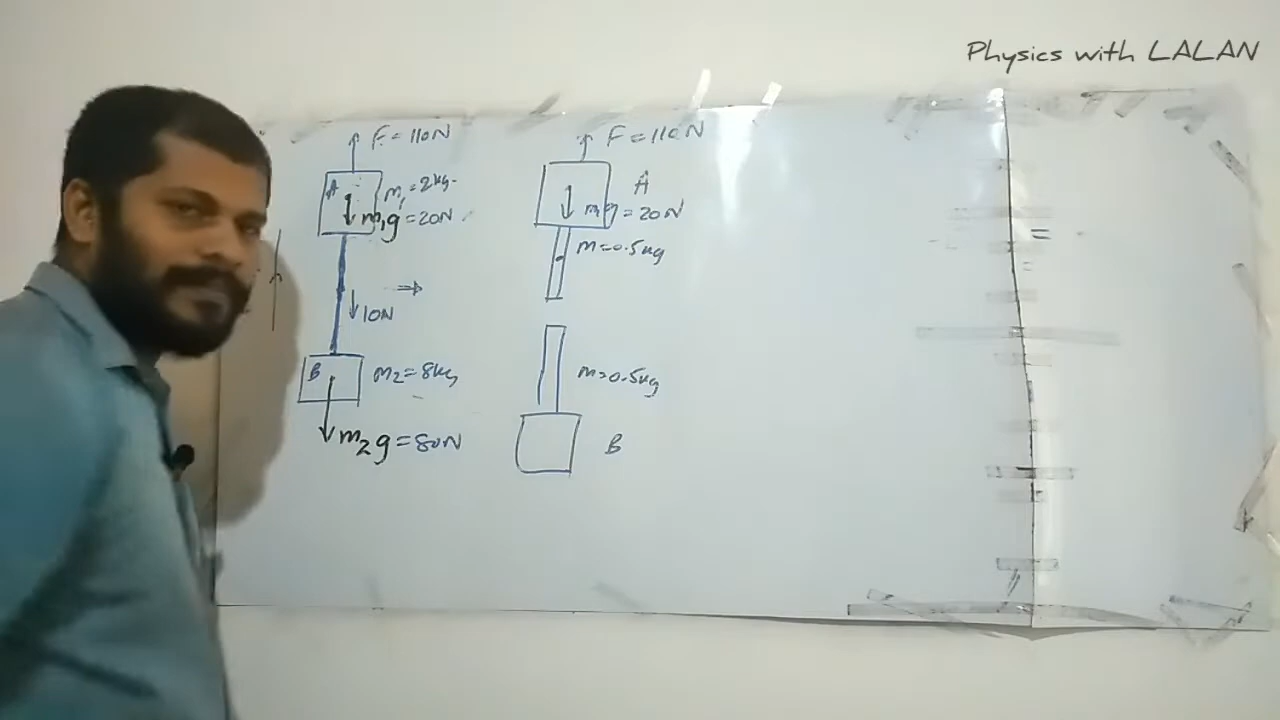 Physics with LALAN
F = 110N
A
m₁ = 2kg
m₁g = 20N
10N
B
m₂ = 8kg
m₂g = 80N
F = 110N
A
m₁g = 20N
m = 0.5kg
m = 0.5kg
B